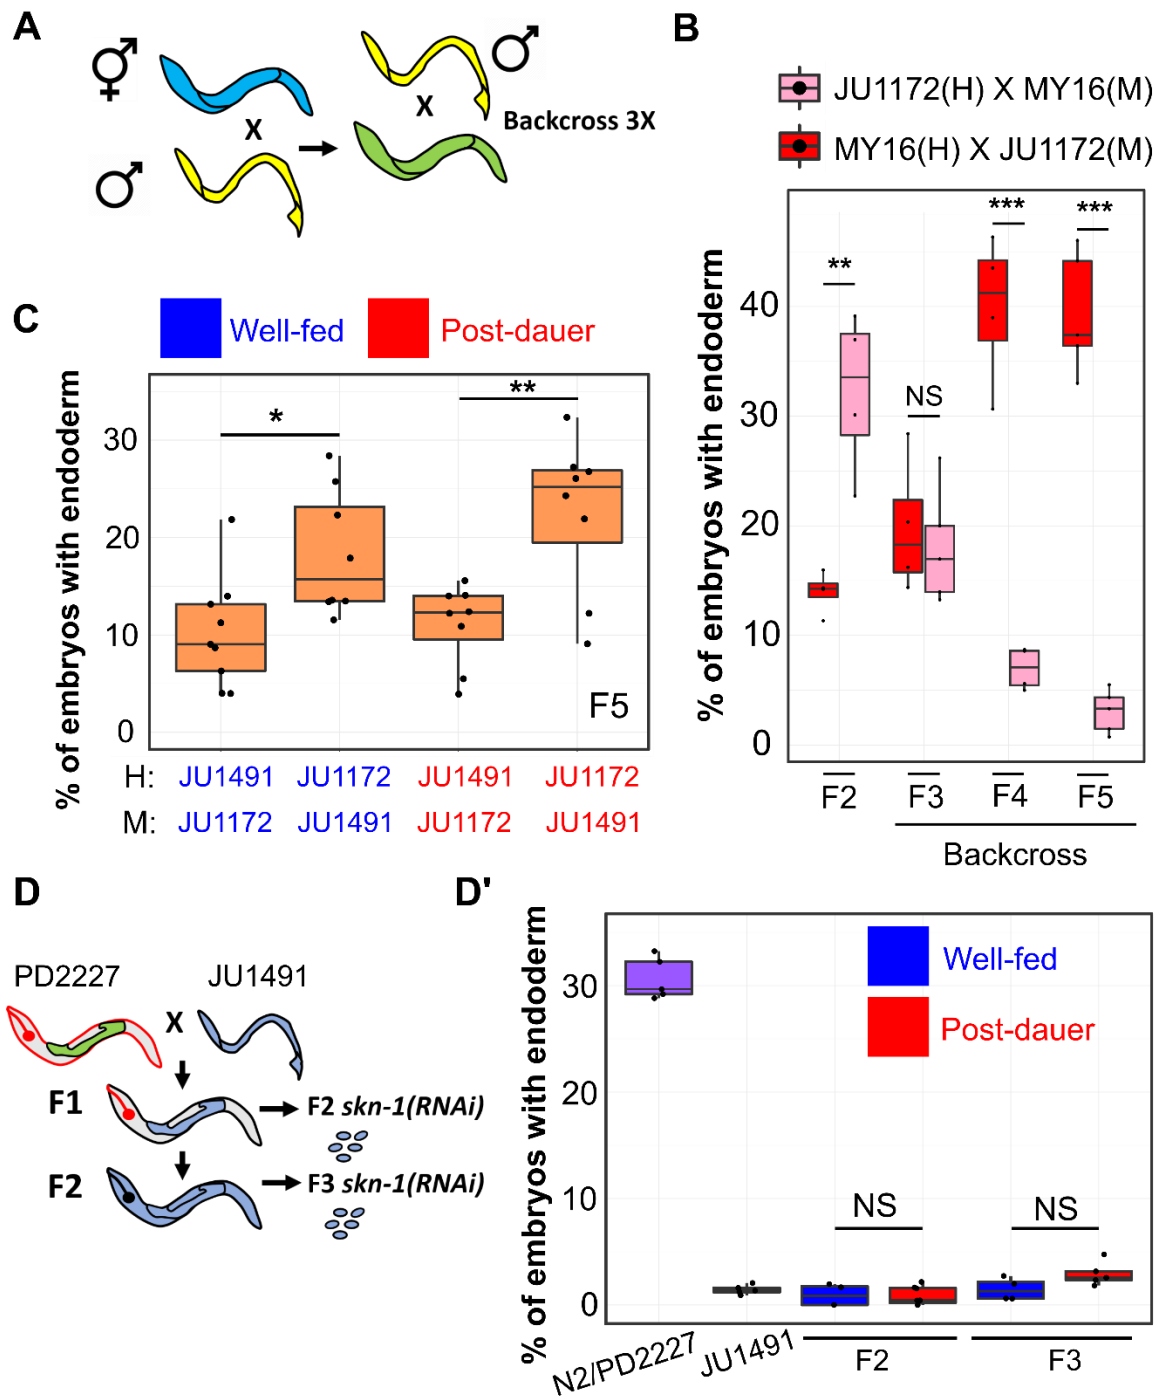 A
X
X
Backcross 3X
B
JU1172(H) X MY16(M)
MY16(H) X JU1172(M)
% of embryos with endoderm
40
30
20
10
0
**
NS
***
***
F2
F3
F4
F5
Backcross
C
Well-fed
Post-dauer
% of embryos with endoderm
30
20
10
0
*
**
F5
H: JU1491 JU1172 JU1491 JU1172
M: JU1172 JU1491 JU1172 JU1491
D
PD2227
JU1491
X
F1
F2 skn-1(RNAi)
F2
F3 skn-1(RNAi)
D'
% of embryos with endoderm
30
20
10
0
Well-fed
Post-dauer
NS
NS
N2/PD2227
JU1491
F2
F3